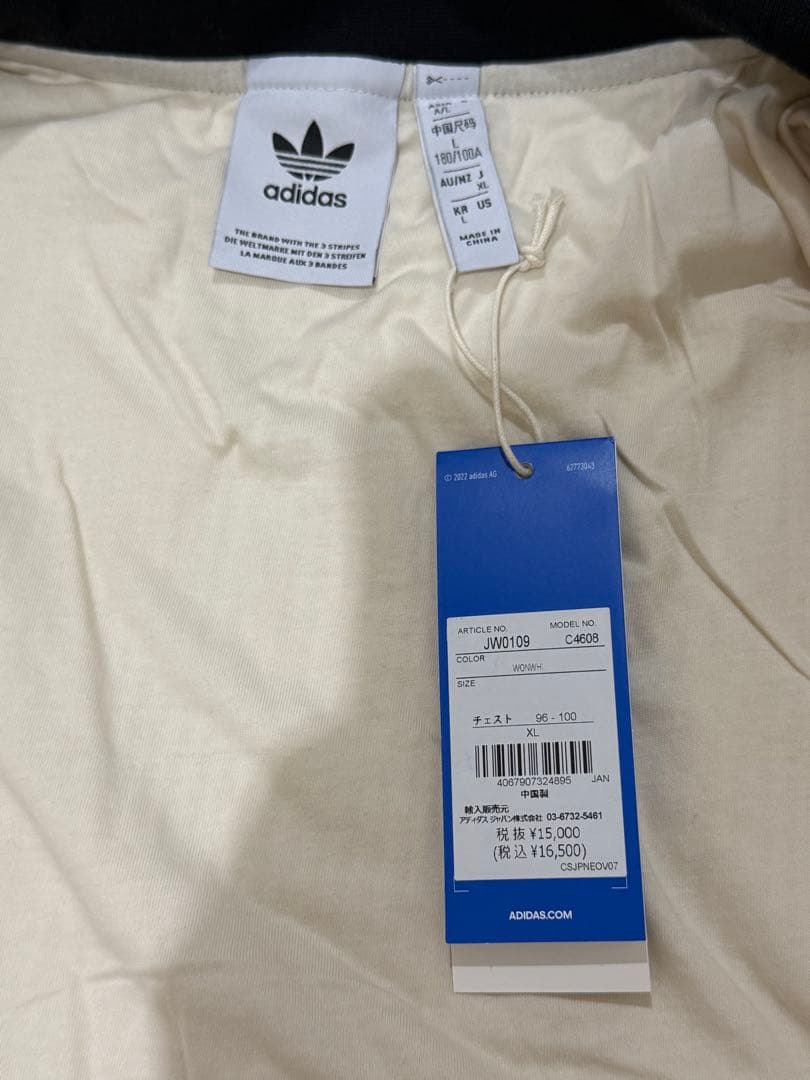 adidas
THE BRAND WITH THE 3 STRIPES
DIE WELTMARKE MIT DEN 3 STREIFEN
LA MARQUE AUX 3 BANDES
A/L
中国尺码
L
180/100A
AU/NZ J
XL
KR US
L
MADE IN
CHINA
© 2022 adidas AG 67773043
ARTICLE NO. MODEL NO.
JW0109 C4608
COLOR
WONWH
SIZE
チェスト 96 - 100
XL
4067907324895 JAN
中国製
輸入販売元
アディダス ジャパン株式会社 03-6732-5461
税抜 ¥15,000
(税込 ¥16,500)
CSJPNEOV07
ADIDAS.COM